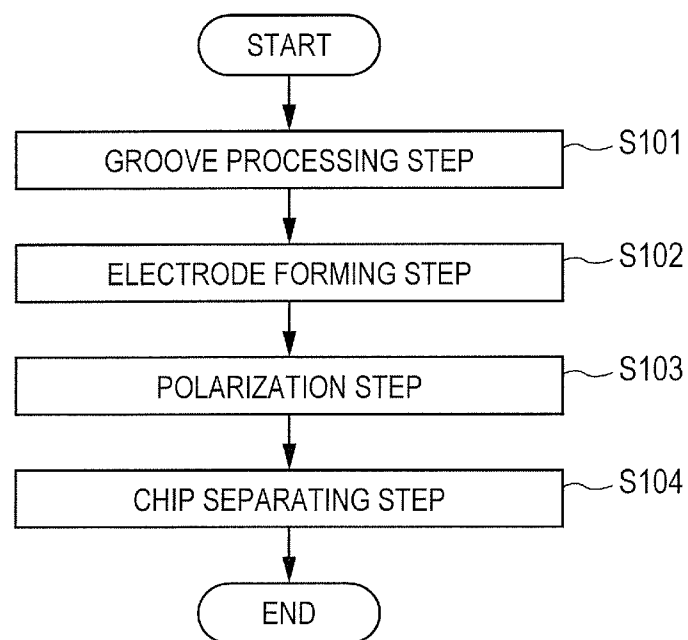 START
GROOVE PROCESSING STEP
S101
ELECTRODE FORMING STEP
S102
POLARIZATION STEP
S103
CHIP SEPARATING STEP
S104
END